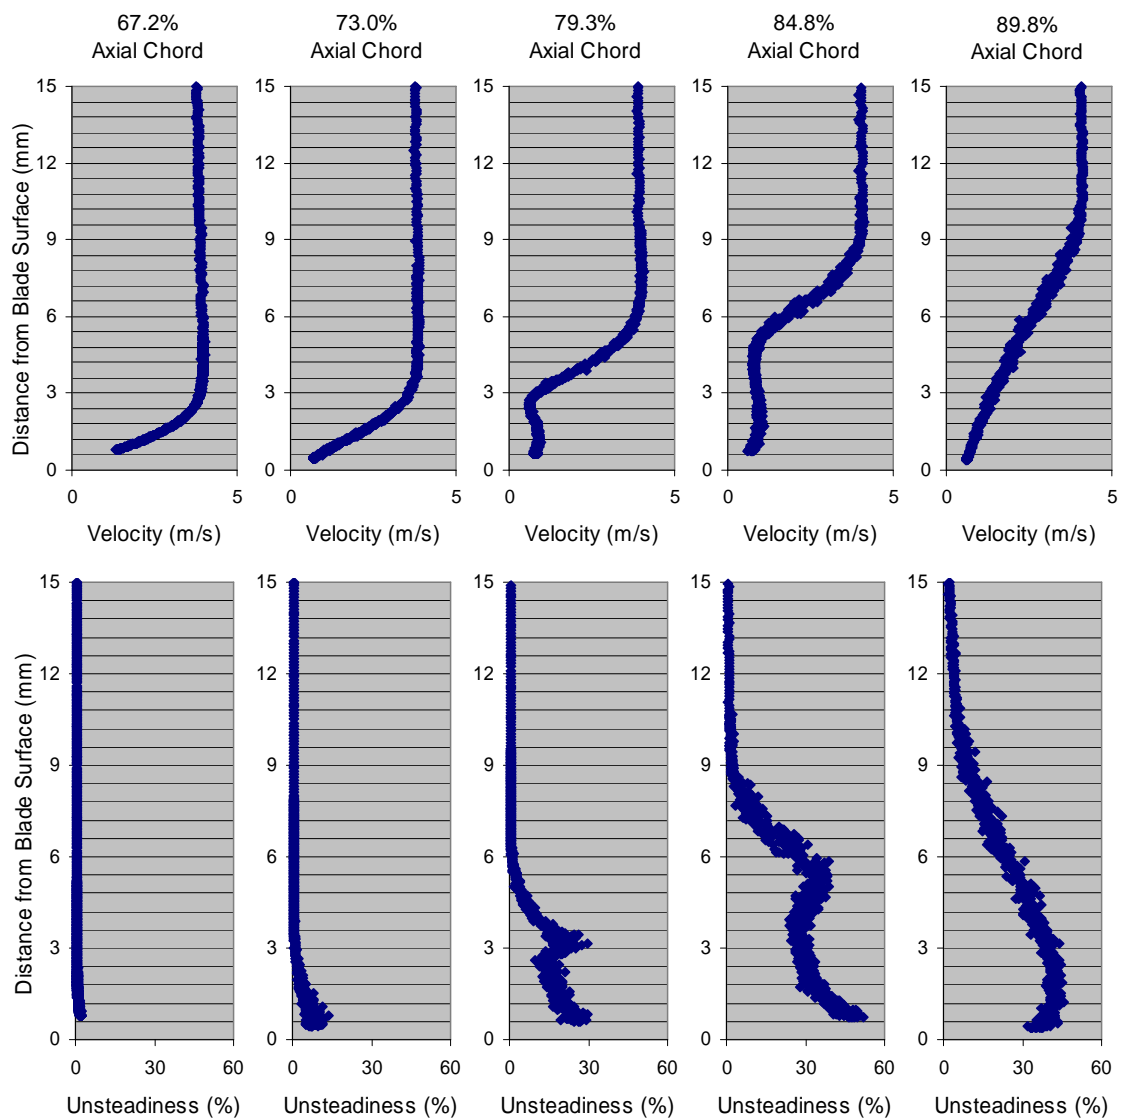 67.2% 73.0% 79.3% 84.8% 89.8%
Axial Chord Axial Chord Axial Chord Axial Chord Axial Chord
15 15 15 15 15
12 12 12 12 12
9 9 9 9 9
6 6 6 6 6
3 3 3 3 3
0 0 0 0 0
Distance from Blade Surface (mm)
0 5 0 5 0 5 0 5 0 5
Velocity (m/s) Velocity (m/s) Velocity (m/s) Velocity (m/s) Velocity (m/s)
15 15 15 15 15
12 12 12 12 12
9 9 9 9 9
6 6 6 6 6
3 3 3 3 3
0 0 0 0 0
Distance from Blade Surface (mm)
0 30 60 0 30 60 0 30 60 0 30 60 0 30 60
Unsteadiness (%) Unsteadiness (%) Unsteadiness (%) Unsteadiness (%) Unsteadiness (%)